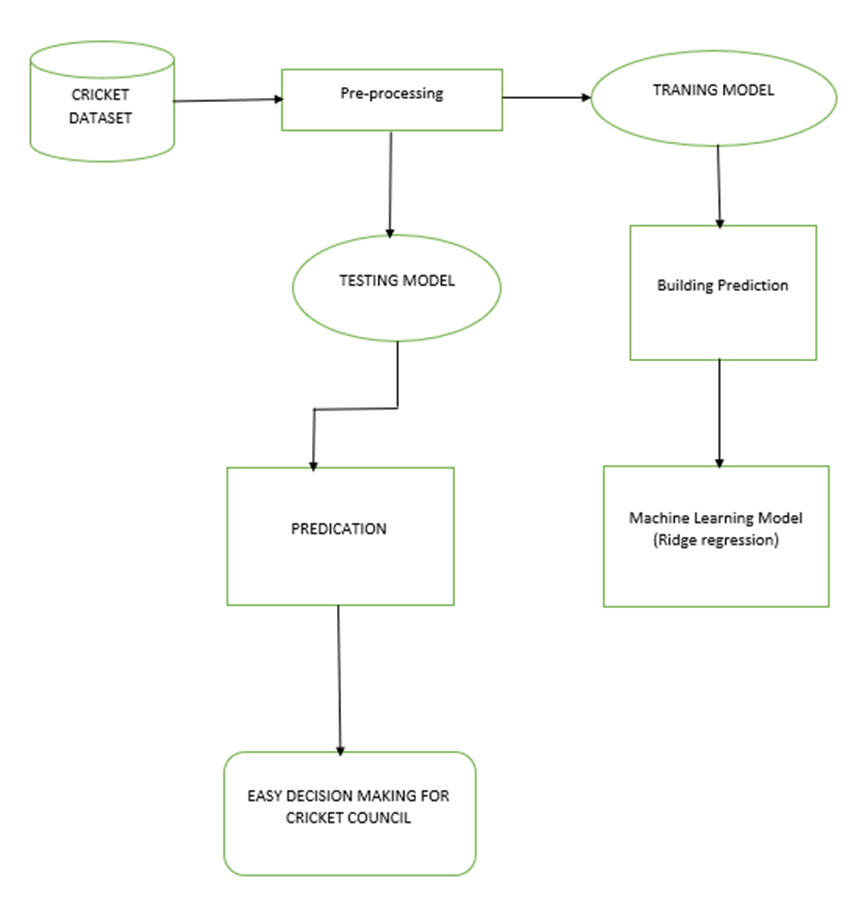 CRICKET
DATASET
Pre-processing
TRANING MODEL
TESTING MODEL
Building Prediction
PREDICATION
Machine Learning Model
(Ridge regression)
EASY DECISION MAKING FOR
CRICKET COUNCIL